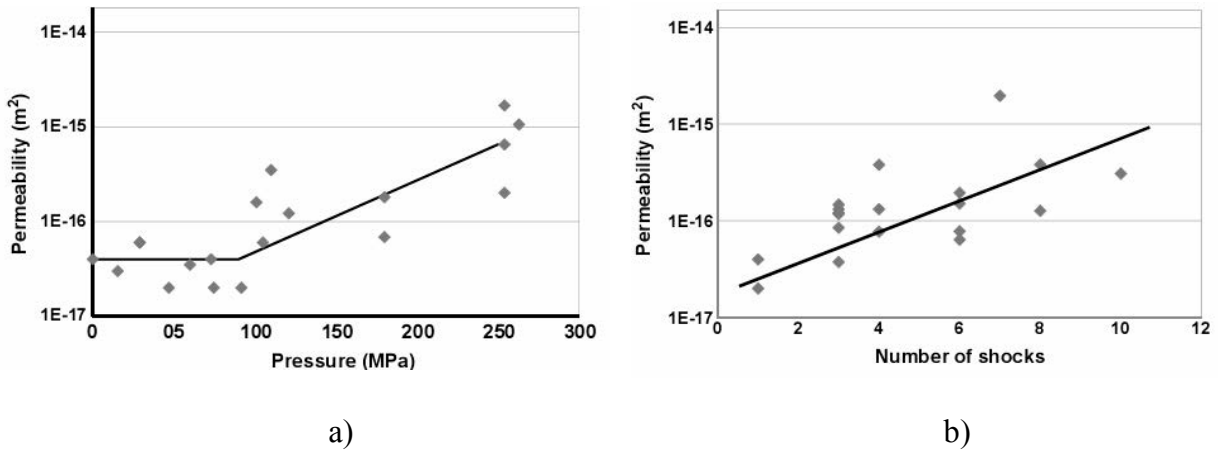 1E-14
1E-15
1E-16
1E-17
Permeability (m²)
0 05 100 150 200 250 300
Pressure (MPa)
a)
1E-14
1E-15
1E-16
1E-17
Permeability (m²)
0 2 4 6 8 10 12
Number of shocks
b)